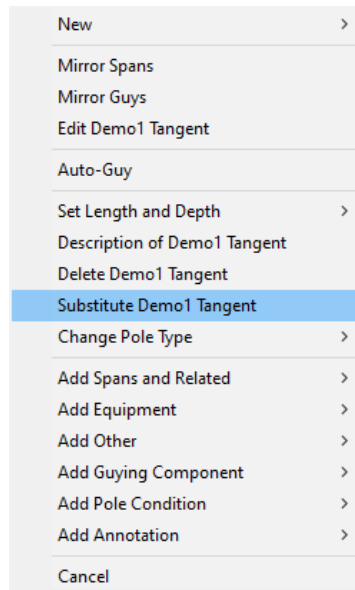 New
Mirror Spans
Mirror Guys
Edit Demo1 Tangent
Auto-Guy
Set Length and Depth
Description of Demo1 Tangent
Delete Demo1 Tangent
Substitute Demo1 Tangent
Change Pole Type
Add Spans and Related
Add Equipment
Add Other
Add Guying Component
Add Pole Condition
Add Annotation
Cancel